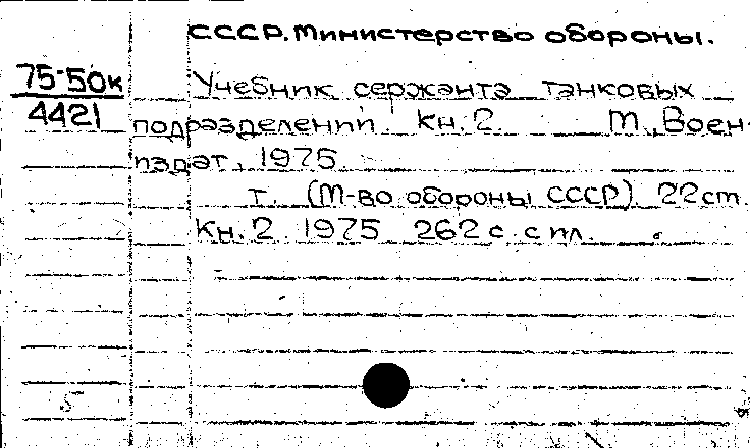 СССР. Министерство обороны.
75-50к
4421
Учебник сержанта танковых
подразделений. Кн. 2. М., Воен-
издат, 1975.
т. (М-во обороны СССР). 22 cm.
Кн. 2. 1975. 262 с. с ил.
5